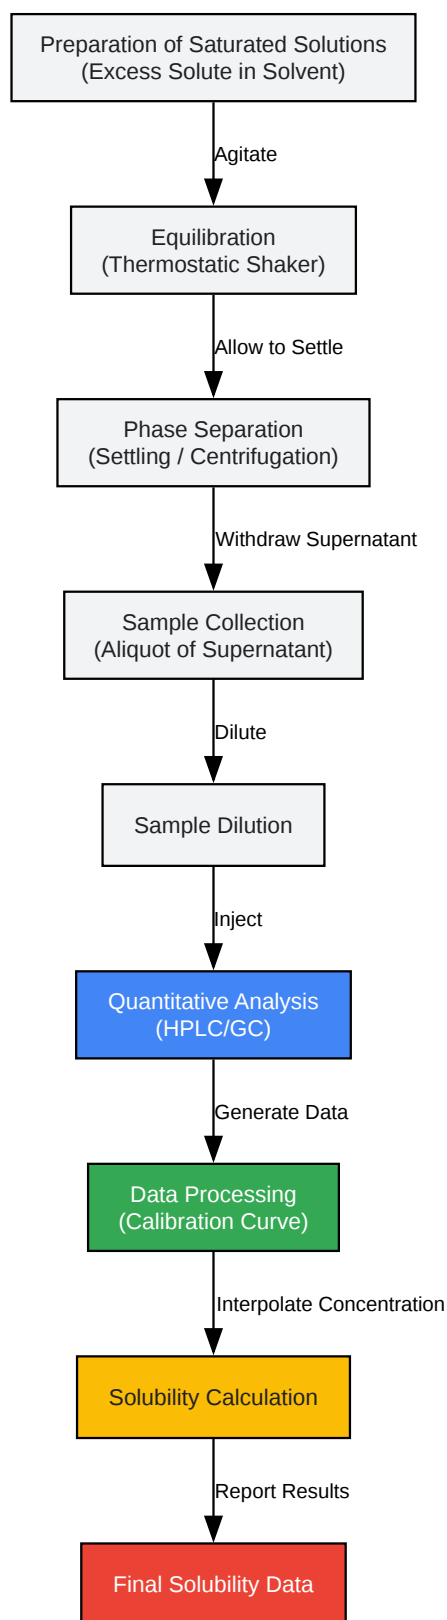 Preparation of Saturated Solutions
(Excess Solute in Solvent)
Agitate
Equilibration
(Thermostatic Shaker)
Allow to Settle
Phase Separation
(Settling / Centrifugation)
Withdraw Supernatant
Sample Collection
(Aliquot of Supernatant)
Dilute
Sample Dilution
Inject
Quantitative Analysis
(HPLC/GC)
Generate Data
Data Processing
(Calibration Curve)
Interpolate Concentration
Solubility Calculation
Report Results
Final Solubility Data